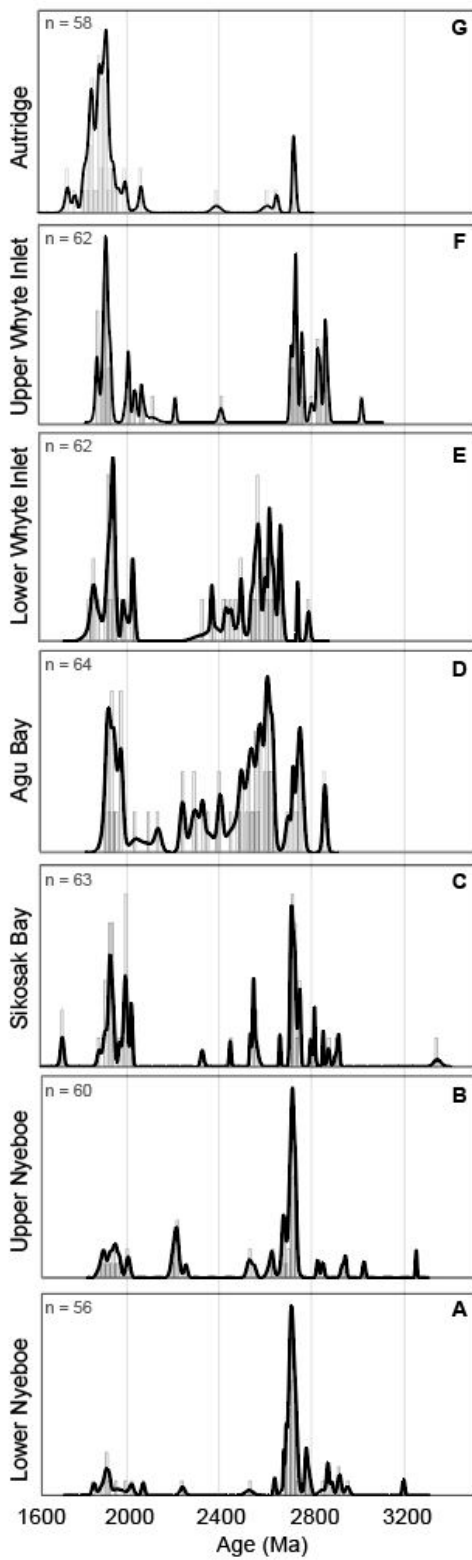 n = 58
G
Autridge
n = 62
F
Upper Whyte Inlet
n = 62
E
Lower Whyte Inlet
n = 64
D
Agu Bay
n = 63
C
Sikosak Bay
n = 60
B
Upper Nyeboe
n = 56
A
Lower Nyeboe
1600 2000 2400 2800 3200
Age (Ma)